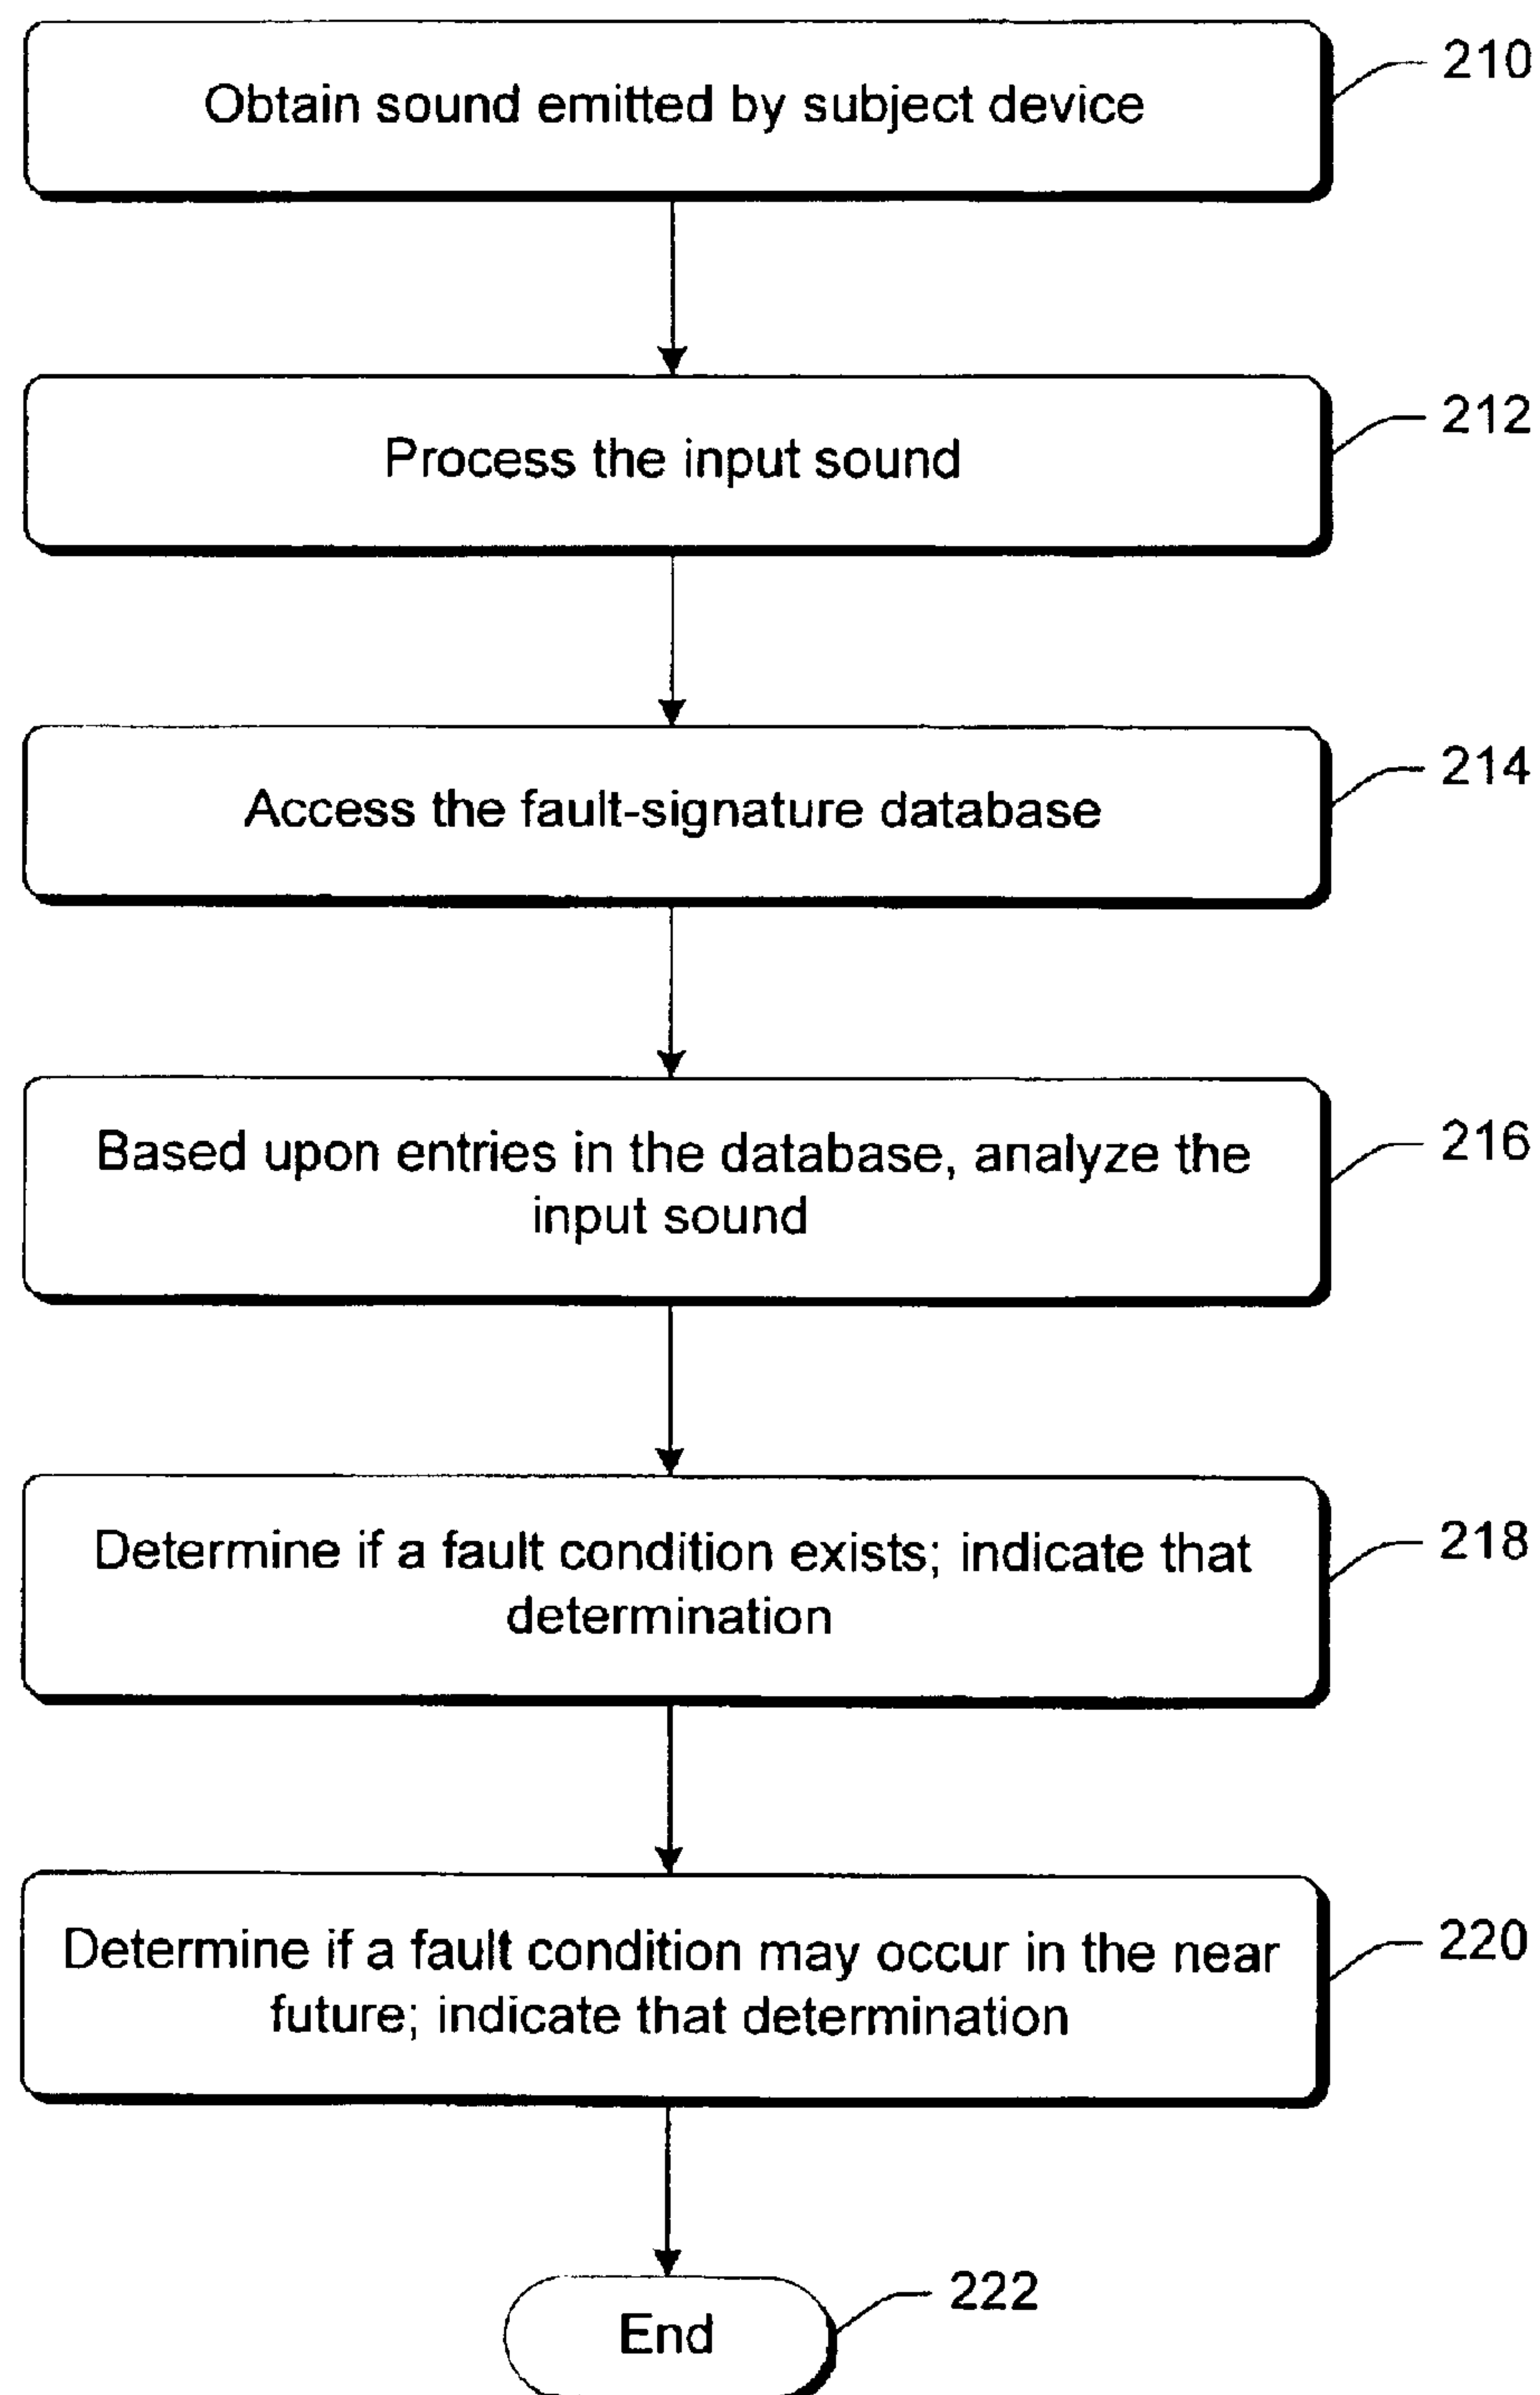 Obtain sound emitted by subject device
210
Process the input sound
212
Access the fault-signature database
214
Based upon entries in the database, analyze the
input sound
216
Determine if a fault condition exists; indicate that
determination
218
Determine if a fault condition may occur in the near
future; indicate that determination
220
End
222